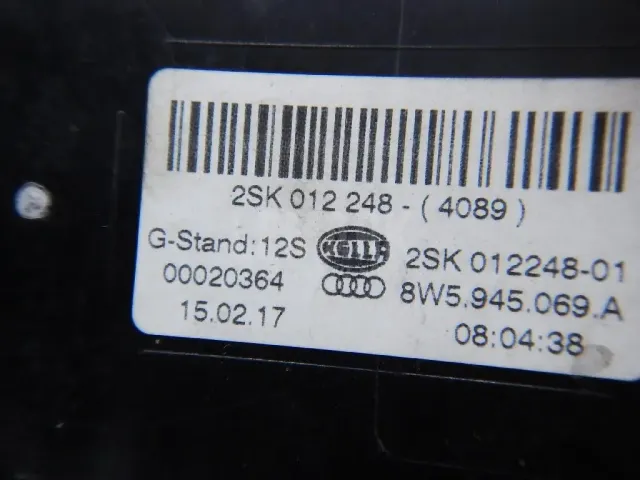 2SK 012 248 - ( 4089 )
G-Stand: 12S HELLA 2SK 012248-01
00020364 8W5.945.069.A
15.02.17 08:04:38